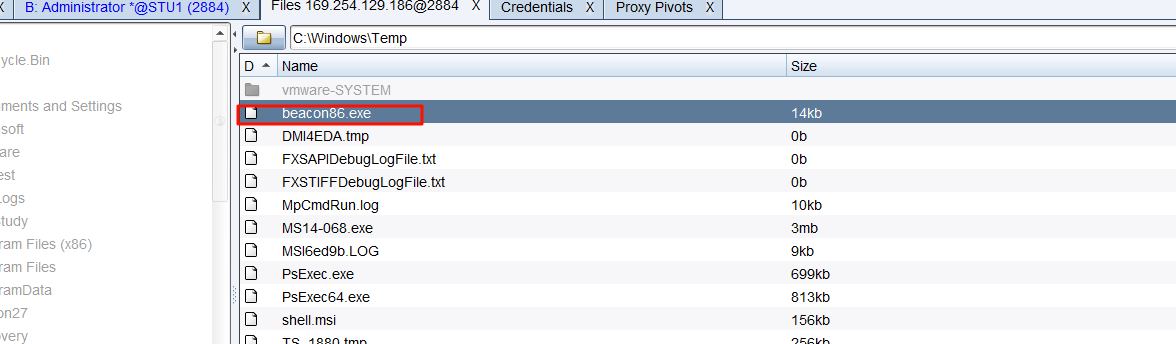 X B: Administrator *@STU1 (2884) X Files 169.254.129.186@2884 X Credentials X Proxy Pivots X
C:\Windows\Temp
D Name Size
ycle.Bin
vmware-SYSTEM
uments and Settings
beacon86.exe 14kb
nsoft
DMI4EDA.tmp 0b
are
FXSAPIDebugLogFile.txt 0b
est
FXSTIFFDebugLogFile.txt 0b
Logs
MpCmdRun.log 10kb
tudy
MS14-068.exe 3mb
ram Files (x86)
MSI6ed9b.LOG 9kb
ram Files
PsExec.exe 699kb
ramData
PsExec64.exe 813kb
on27
shell.msi 156kb
overy
TS_1880.tmp 256kb